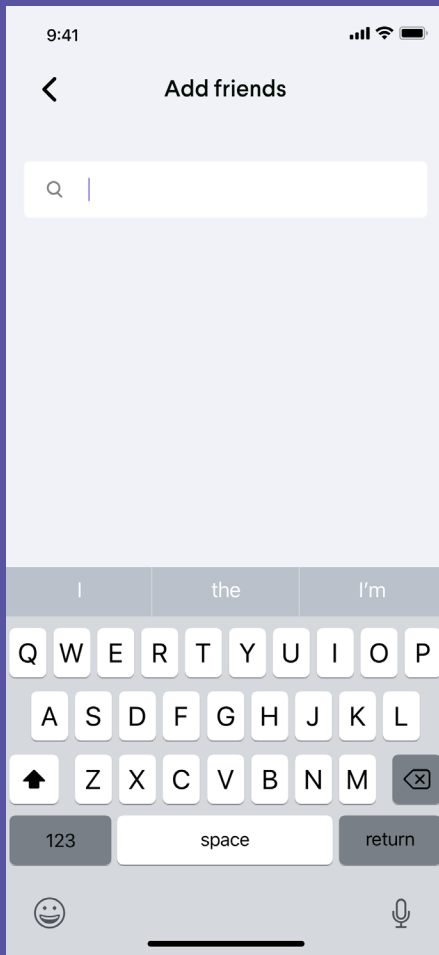 9:41
Add friends
I the I'm
Q W E R T Y U I O P
A S D F G H J K L
Z X C V B N M
123 space return